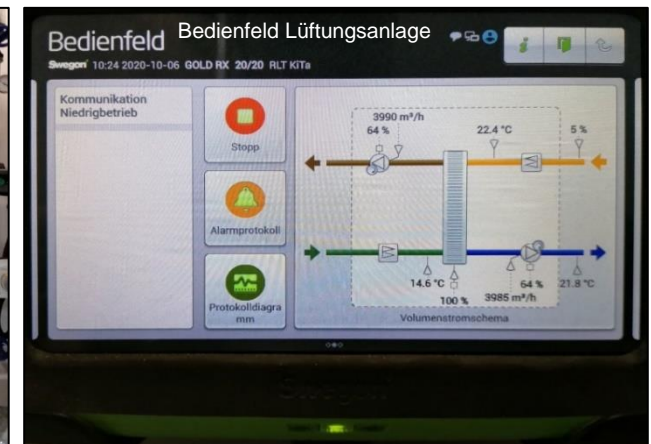 Bedienfeld Lüftungsanlage
Bedienfeld
Swegon 10:24 2020-10-06 GOLD RX 20/20 RLT KiTa
Kommunikation
Niedrigbetrieb
Stopp
Alarmprotokoll
Protokolldiagra
mm
3990 m³/h
64 %
22.4 °C
5 %
14.6 °C
100 %
3985 m³/h
64 %
21.8 °C
Volumenstromschema
Swegon